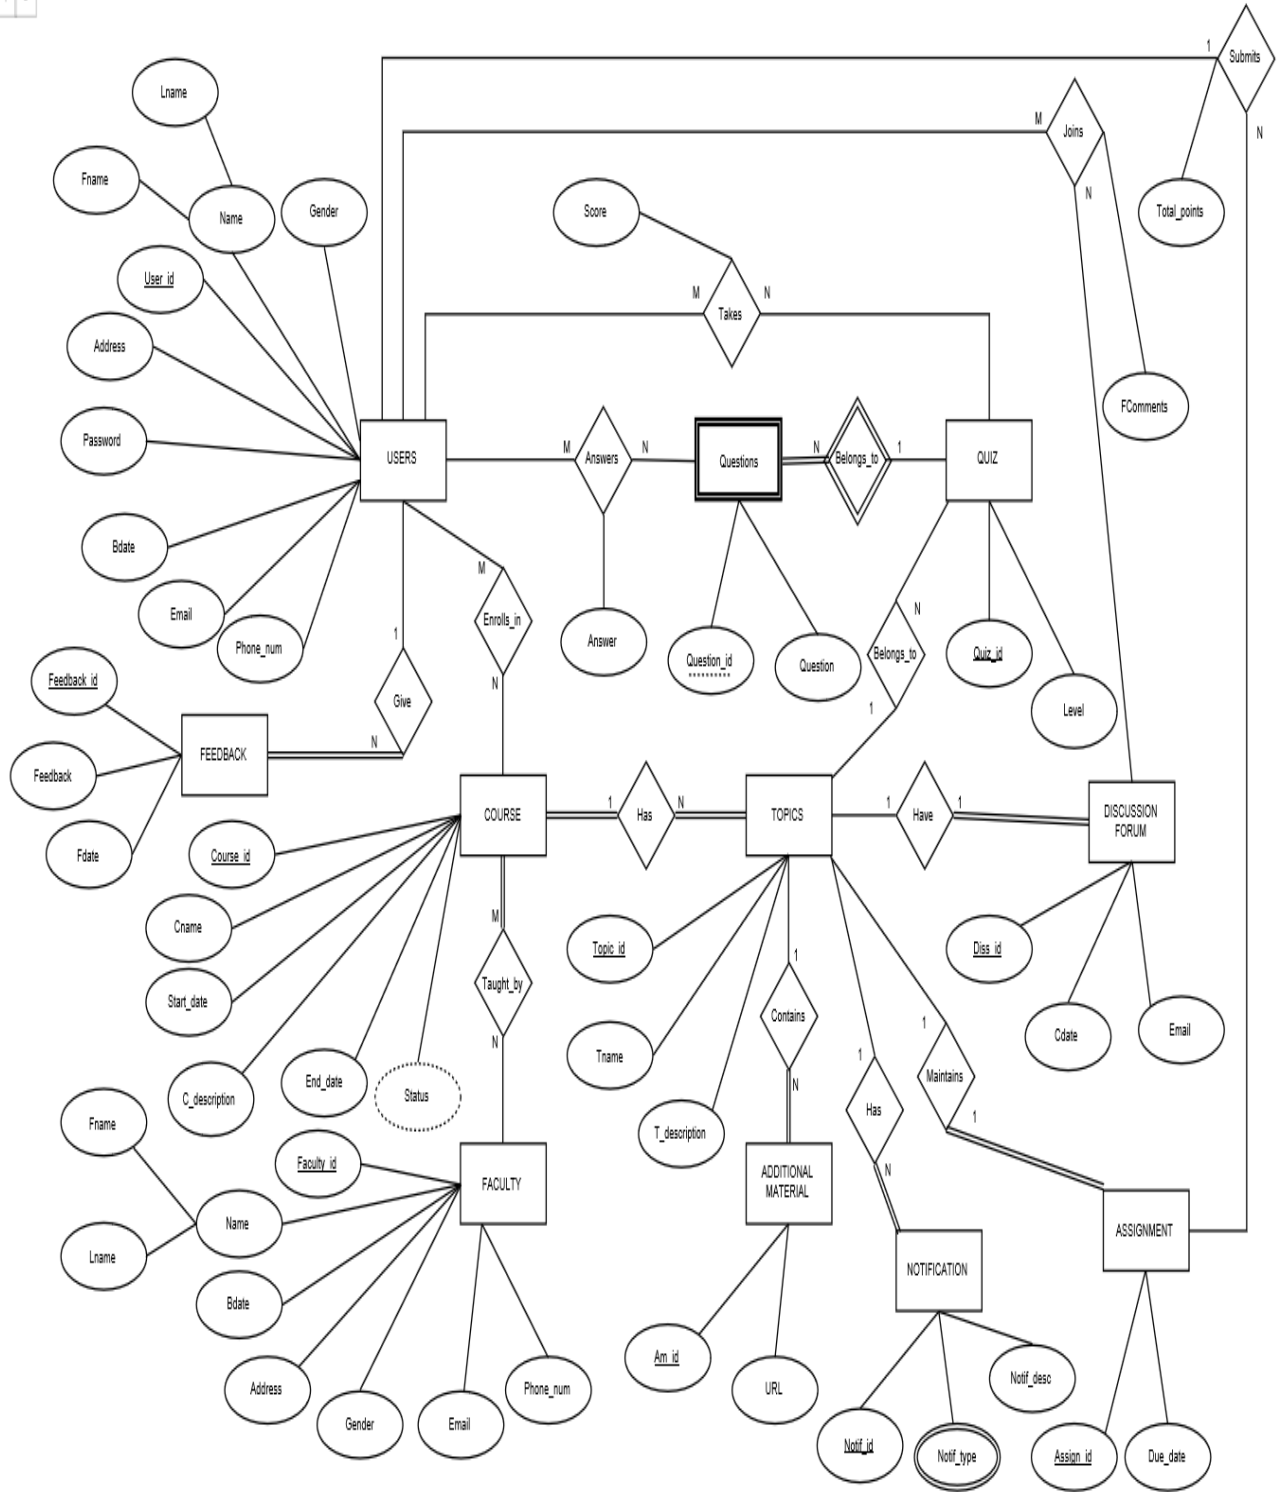 1
Submits
Lname
M
Joins
N
Fname
Name
Gender
Score
N
Total_points
User_id
M
N
Takes
Address
FComments
Password
USERS
M
Answers
N
Questions
N
Belongs_to
1
QUIZ
Bdate
M
Email
Enrolls_in
N
Phone_num
1
Answer
Question_id
Question
Belongs_to
Quiz_id
Feedback_id
N
Give
1
Level
N
FEEDBACK
Feedback
COURSE
1
Has
N
TOPICS
1
Have
1
DISCUSSION
FORUM
Fdate
Course_id
Cname
M
Topic_id
1
Diss_id
Start_date
Taught_by
Contains
1
Cdate
Email
N
Tname
1
C_description
End_date
Status
N
Maintains
Fname
T_description
Has
1
Faculty_id
FACULTY
ADDITIONAL
MATERIAL
N
Name
ASSIGNMENT
Lname
NOTIFICATION
Bdate
Address
Phone_num
Am_id
URL
Notif_desc
Gender
Email
Notif_id
Notif_type
Assign_id
Due_date